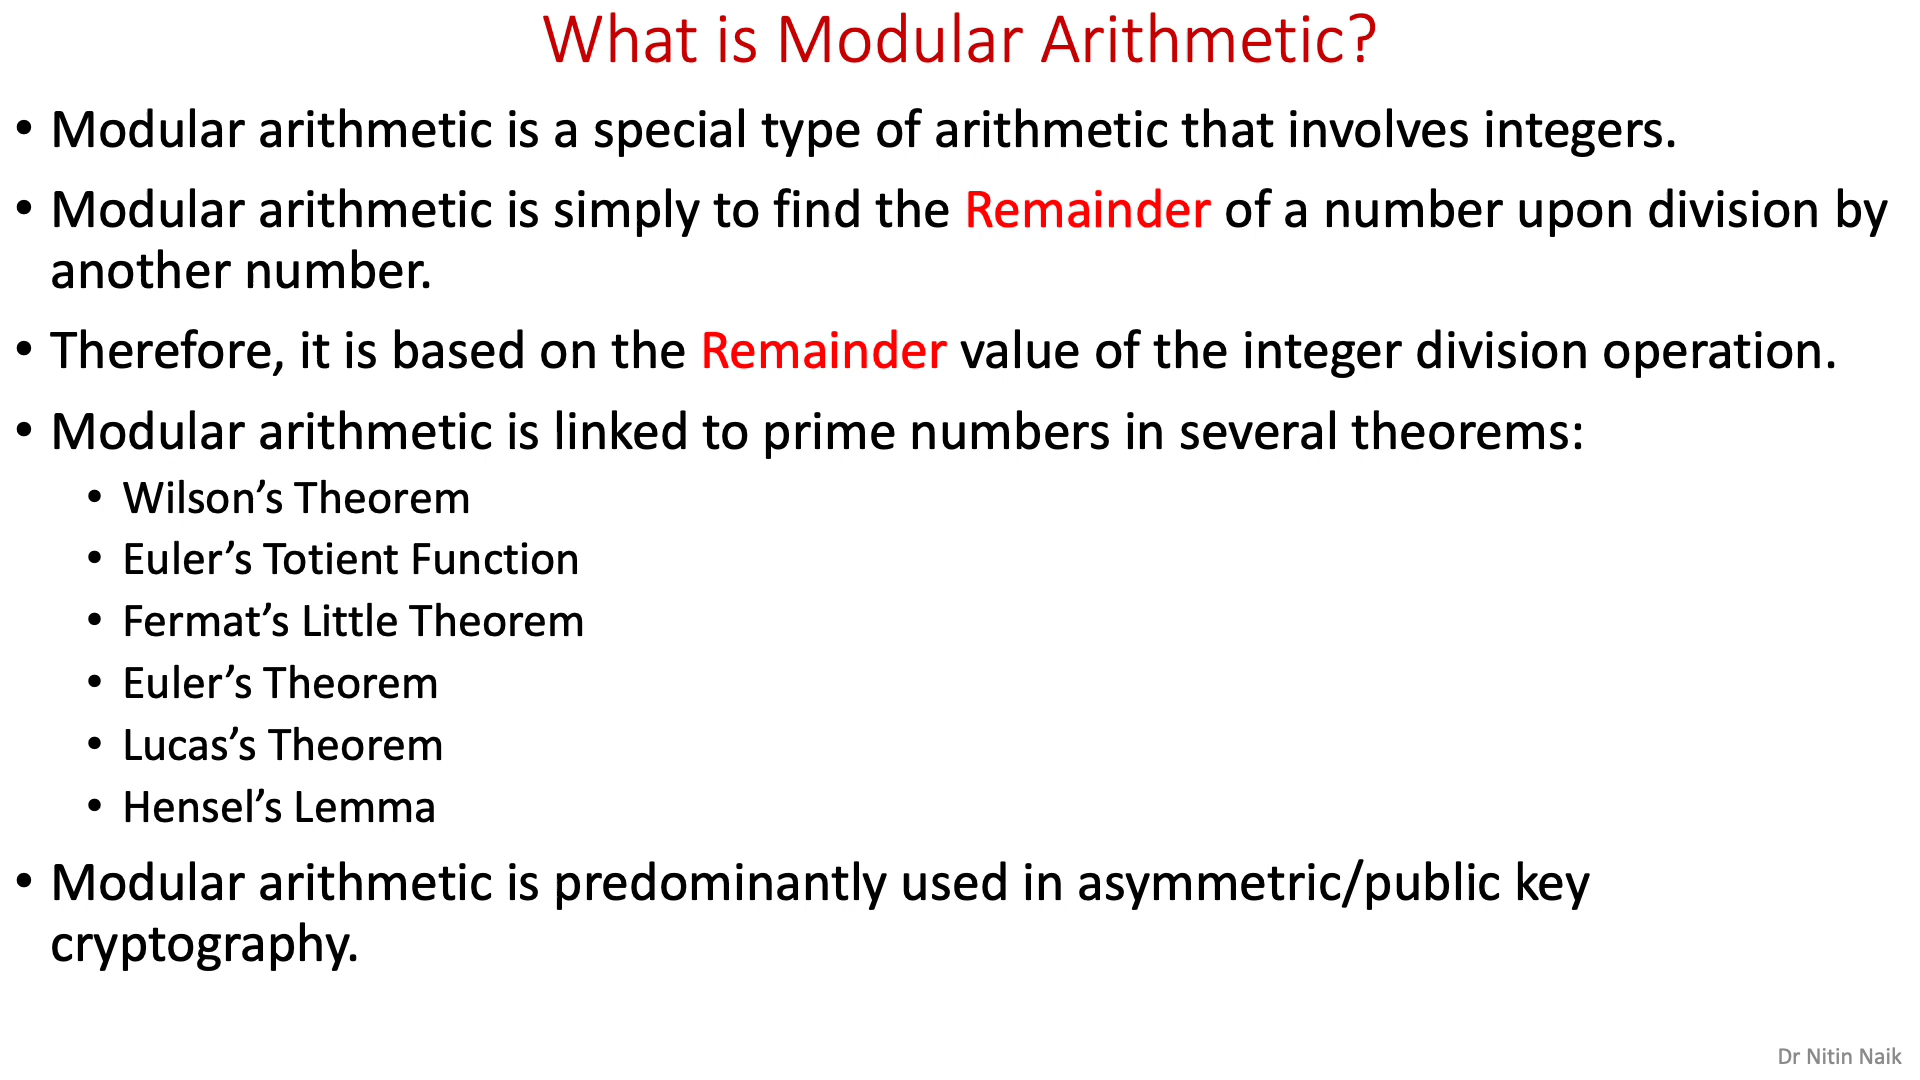 What is Modular Arithmetic?
• Modular arithmetic is a special type of arithmetic that involves integers.
• Modular arithmetic is simply to find the Remainder of a number upon division by
another number.
• Therefore, it is based on the Remainder value of the integer division operation.
• Modular arithmetic is linked to prime numbers in several theorems:
• Wilson’s Theorem
• Euler’s Totient Function
• Fermat’s Little Theorem
• Euler’s Theorem
• Lucas’s Theorem
• Hensel’s Lemma
• Modular arithmetic is predominantly used in asymmetric/public key
cryptography.
Dr Nitin Naik